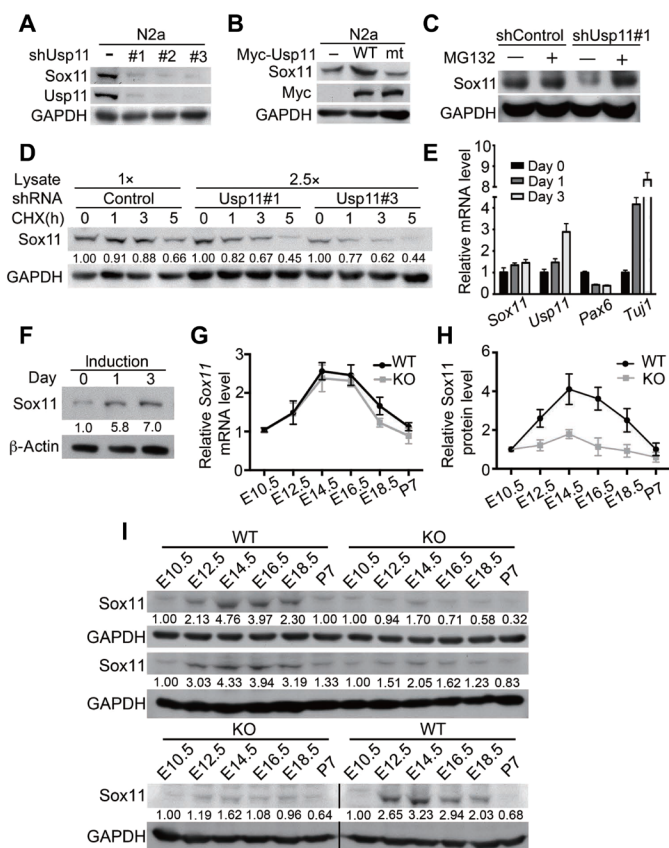 A
N2a
shUsp11 – #1 #2 #3
Sox11
Usp11
GAPDH
B
N2a
Myc-Usp11 – WT mt
Sox11
Myc
GAPDH
C
shControl shUsp11#1
MG132 — + — +
Sox11
GAPDH
D
Lysate 1× 2.5×
shRNA Control Usp11#1 Usp11#3
CHX(h) 0 1 3 5 0 1 3 5 0 1 3 5
Sox11
1.00 0.91 0.88 0.66 1.00 0.82 0.67 0.45 1.00 0.77 0.62 0.44
GAPDH
E
Relative mRNA level
10
8
6
4
3
2
1
0
Day 0
Day 1
Day 3
Sox11 Usp11 Pax6 Tuj1
F
Induction
Day 0 1 3
Sox11
1.0 5.8 7.0
β-Actin
G
Relative Sox11
mRNA level
3
2
1
0
WT
KO
E10.5 E12.5 E14.5 E16.5 E18.5 P7
H
Relative Sox11
protein level
6
4
2
0
WT
KO
E10.5 E12.5 E14.5 E16.5 E18.5 P7
I
WT KO
E10.5 E12.5 E14.5 E16.5 E18.5 P7 E10.5 E12.5 E14.5 E16.5 E18.5 P7
Sox11
1.00 2.13 4.76 3.97 2.30 1.00 1.00 0.94 1.70 0.71 0.58 0.32
GAPDH
Sox11
1.00 3.03 4.33 3.94 3.19 1.33 1.00 1.51 2.05 1.62 1.23 0.83
GAPDH
KO WT
E10.5 E12.5 E14.5 E16.5 E18.5 P7 E10.5 E12.5 E14.5 E16.5 E18.5 P7
Sox11
1.00 1.19 1.62 1.08 0.96 0.64 1.00 2.65 3.23 2.94 2.03 0.68
GAPDH